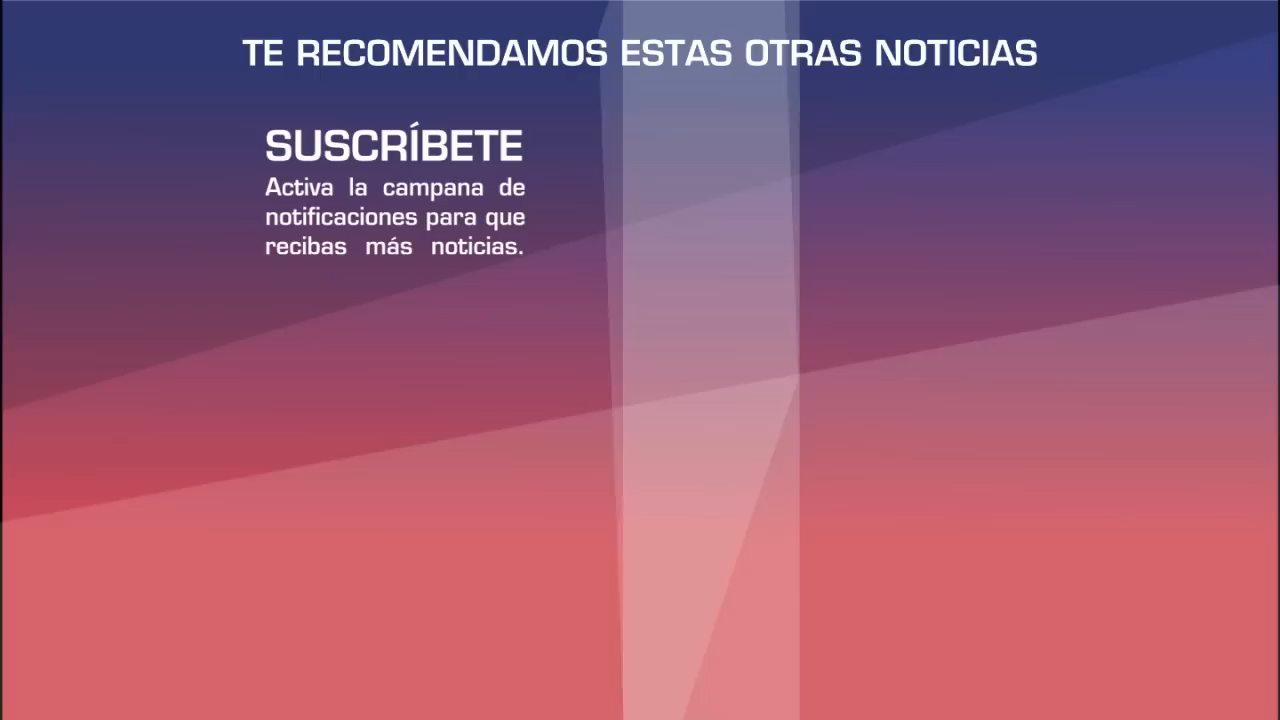 TE RECOMENDAMOS ESTAS OTRAS NOTICIAS
SUSCRÍBETE
Activa la campana de
notificaciones para que
recibas más noticias.